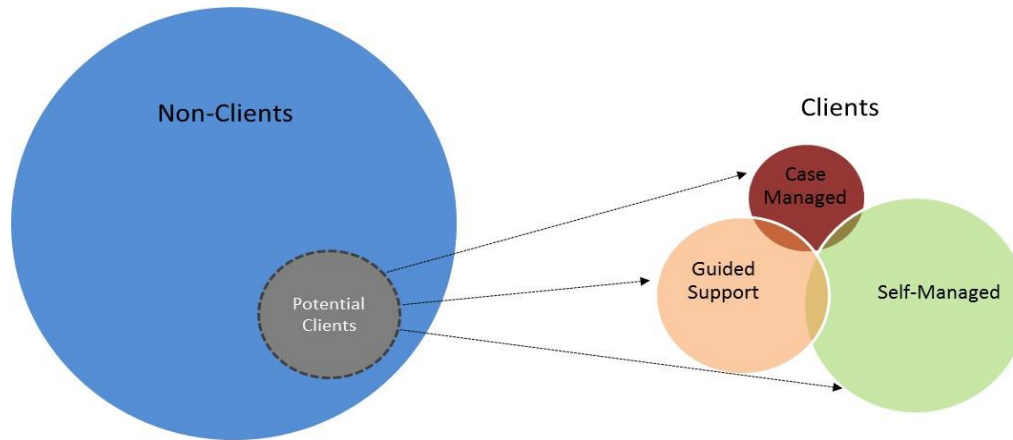 Non-Clients
Potential
Clients
Clients
Case
Managed
Guided
Support
Self-Managed